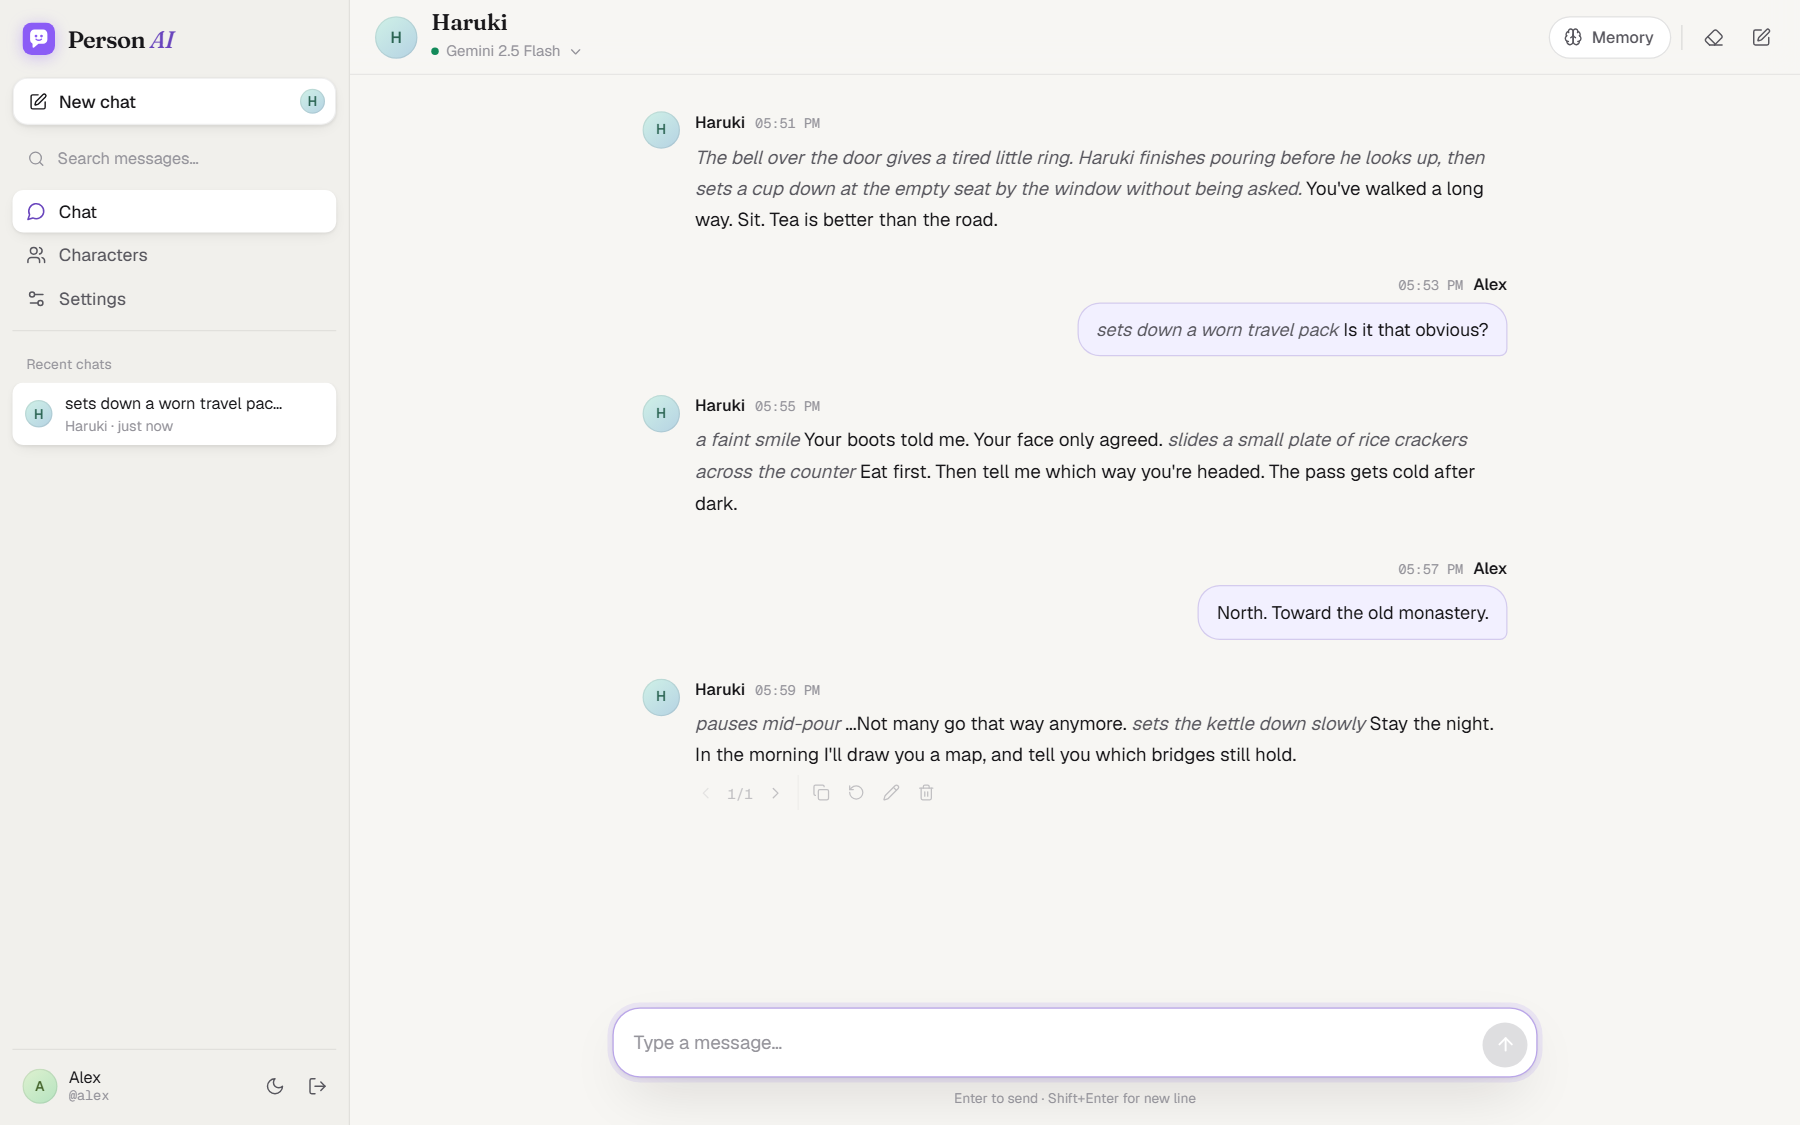 Person AI
New chat
H
Search messages...
Chat
Characters
Settings
Recent chats
H
sets down a worn travel pac...
Haruki · just now
A
Alex
@alex
H
Haruki
Gemini 2.5 Flash
Memory
H
Haruki 05:51 PM
The bell over the door gives a tired little ring. Haruki finishes pouring before he looks up, then
sets a cup down at the empty seat by the window without being asked. You've walked a long
way. Sit. Tea is better than the road.
05:53 PM Alex
sets down a worn travel pack Is it that obvious?
H
Haruki 05:55 PM
a faint smile Your boots told me. Your face only agreed. slides a small plate of rice crackers
across the counter Eat first. Then tell me which way you're headed. The pass gets cold after
dark.
05:57 PM Alex
North. Toward the old monastery.
H
Haruki 05:59 PM
pauses mid-pour ...Not many go that way anymore. sets the kettle down slowly Stay the night.
In the morning I'll draw you a map, and tell you which bridges still hold.
1/1
Type a message...
Enter to send · Shift+Enter for new line